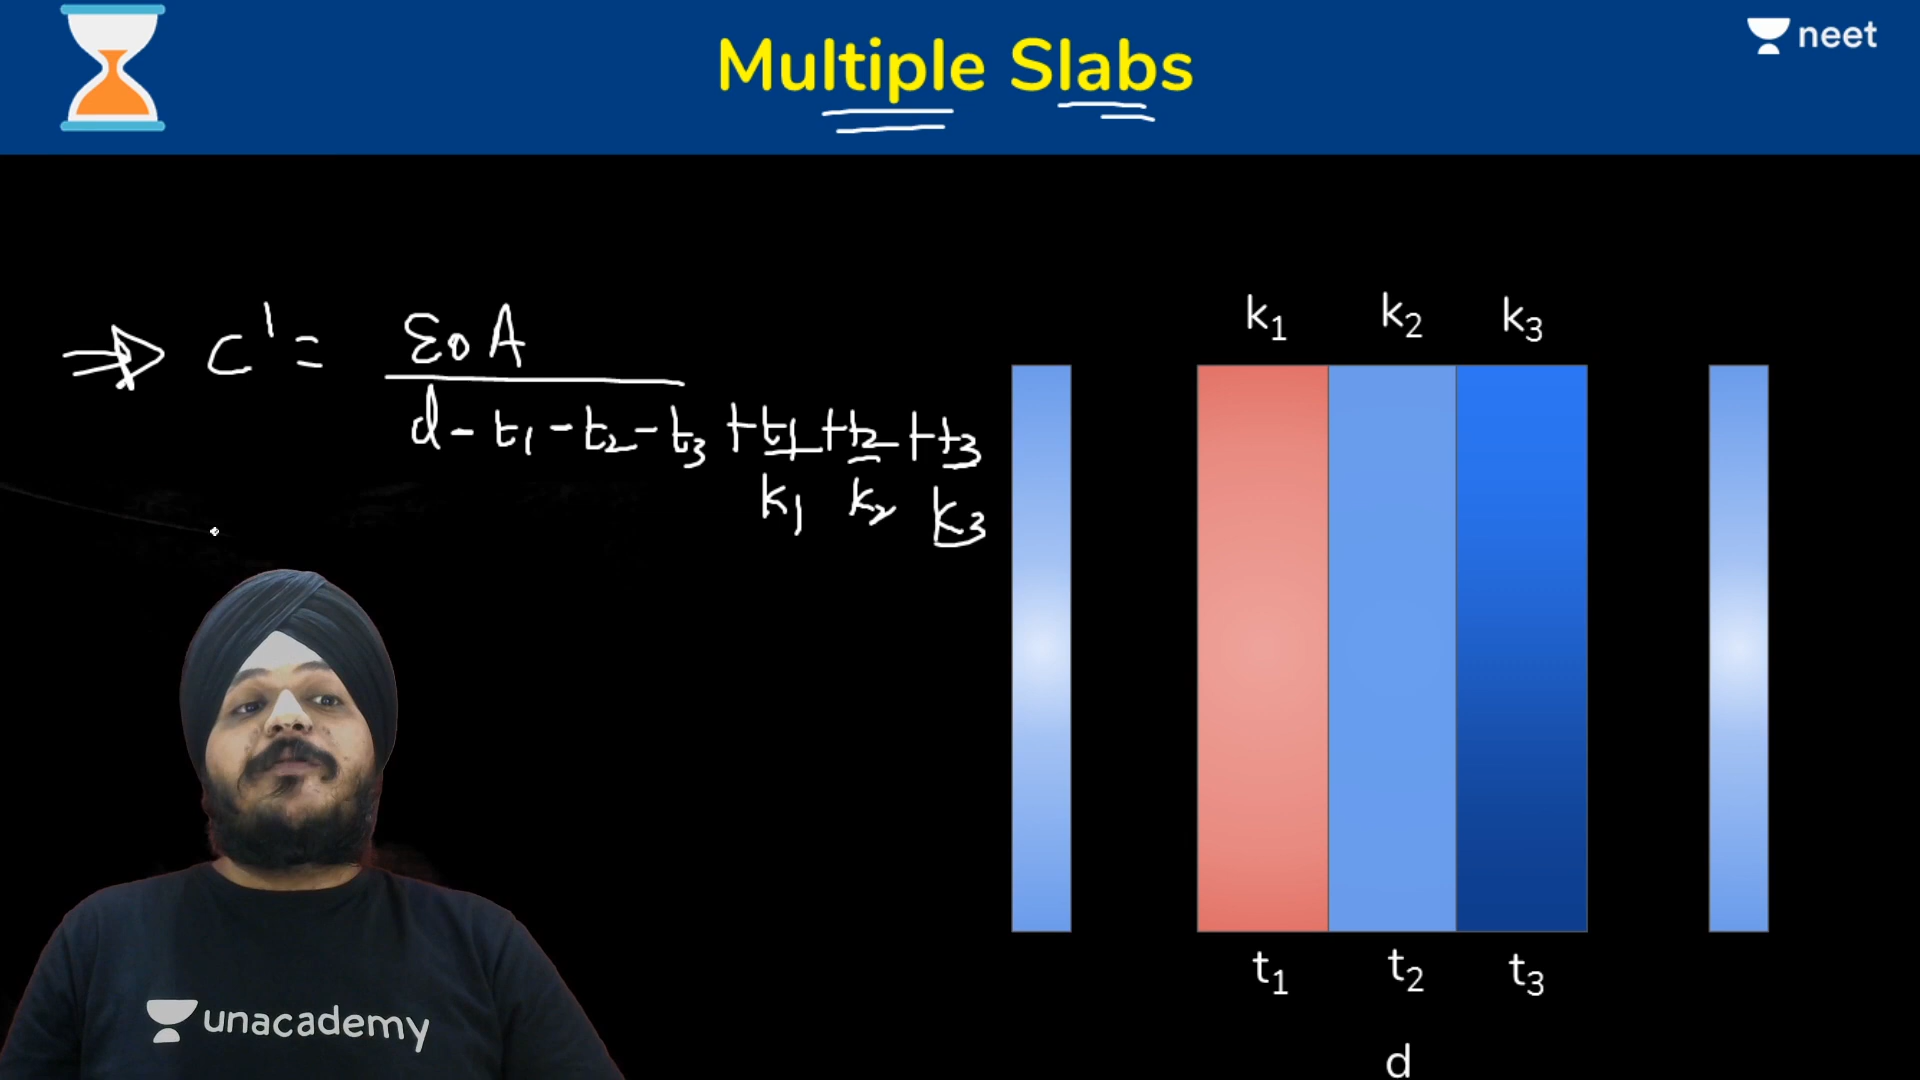 Multiple Slabs
neet
k1 k2 k3
C' = ε0 A
d - t1 - t2 - t3 + t1 + t2 + t3
k1 k2 k3
t1 t2 t3
d
unacademy